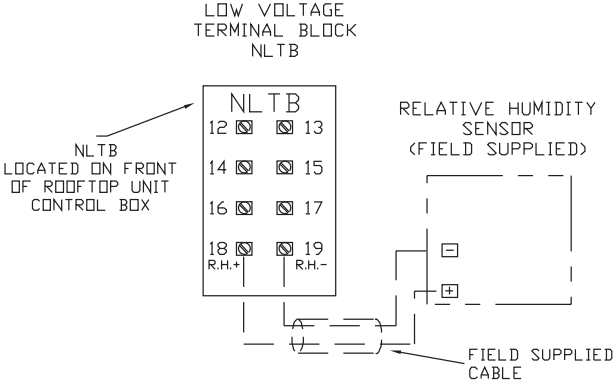 LOW VOLTAGE
TERMINAL BLOCK
NLTB
NLTB
12 13
14 15
16 17
18 19
R.H.+ R.H.-
NLTB
LOCATED ON FRONT
OF ROOFTOP UNIT
CONTROL BOX
RELATIVE HUMIDITY
SENSOR
(FIELD SUPPLIED)
-
+
FIELD SUPPLIED
CABLE